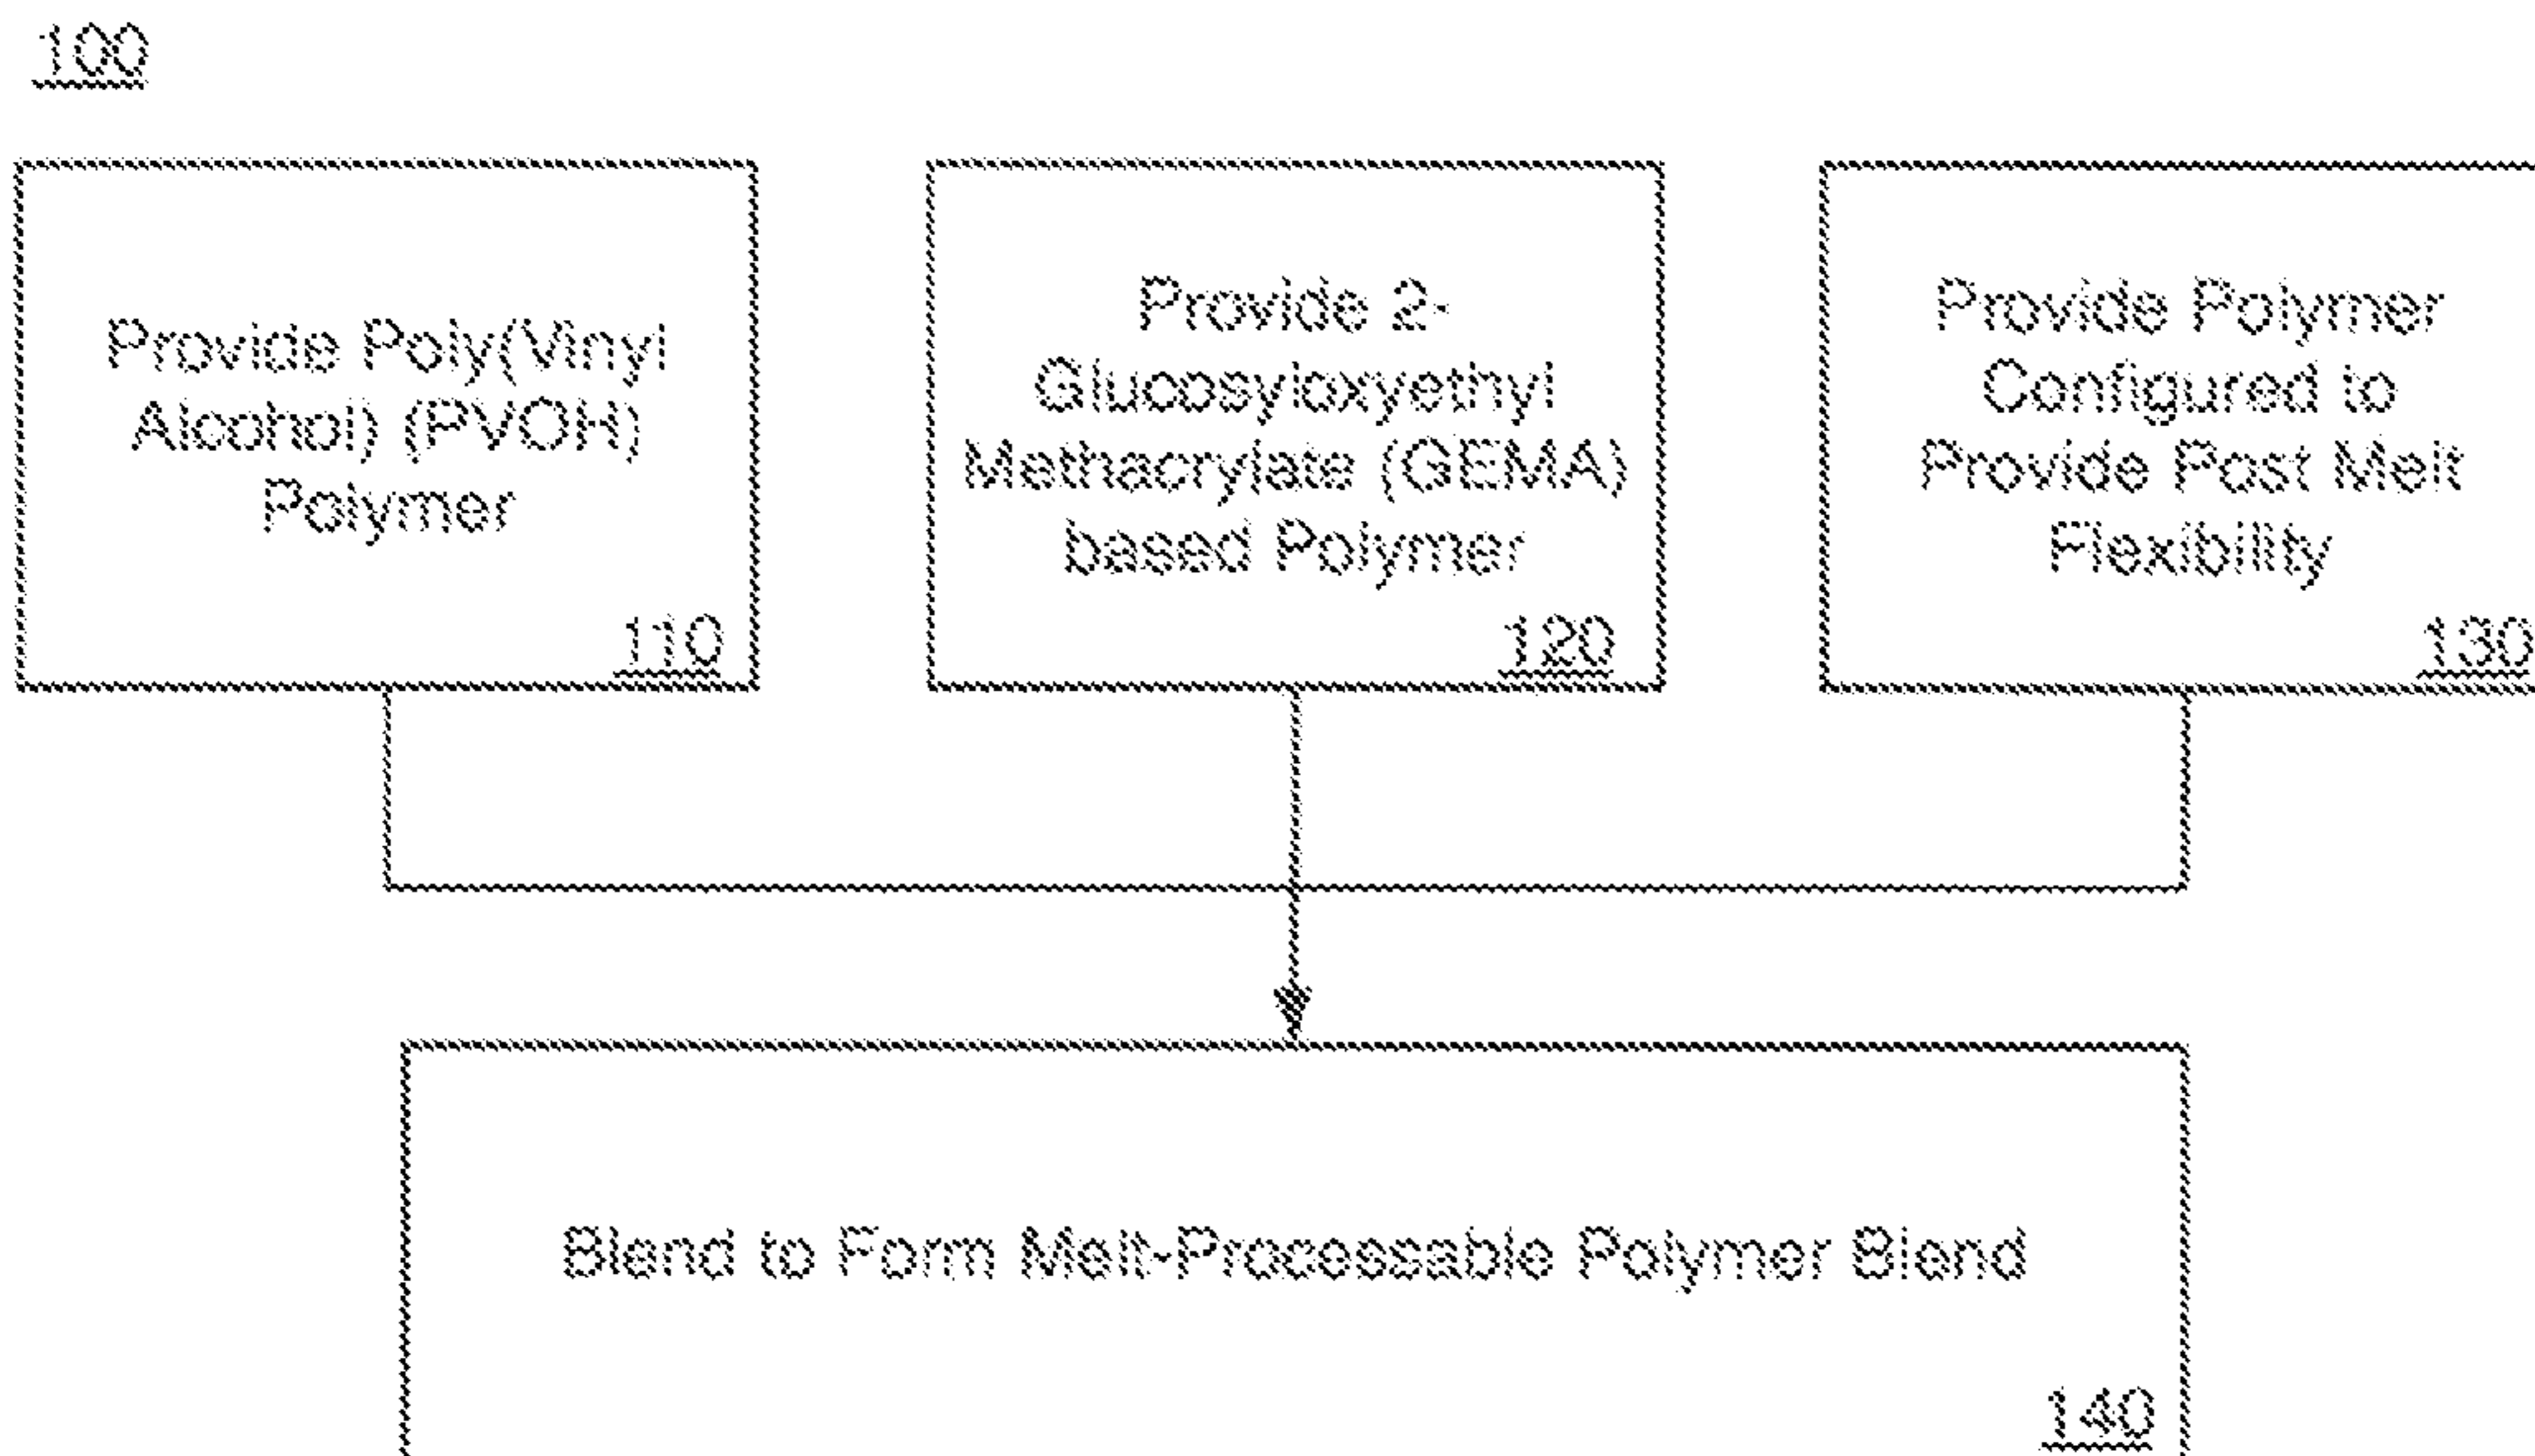 100
Provide Poly(Vinyl
Alcohol) (PVOH)
Polymer
110
Provide 2-
Glucosyloxyethyl
Methacrylate (GEMA)
based Polymer
120
Provide Polymer
Configured to
Provide Post Melt
Flexibility
130
Blend to Form Melt-Processable Polymer Blend
140